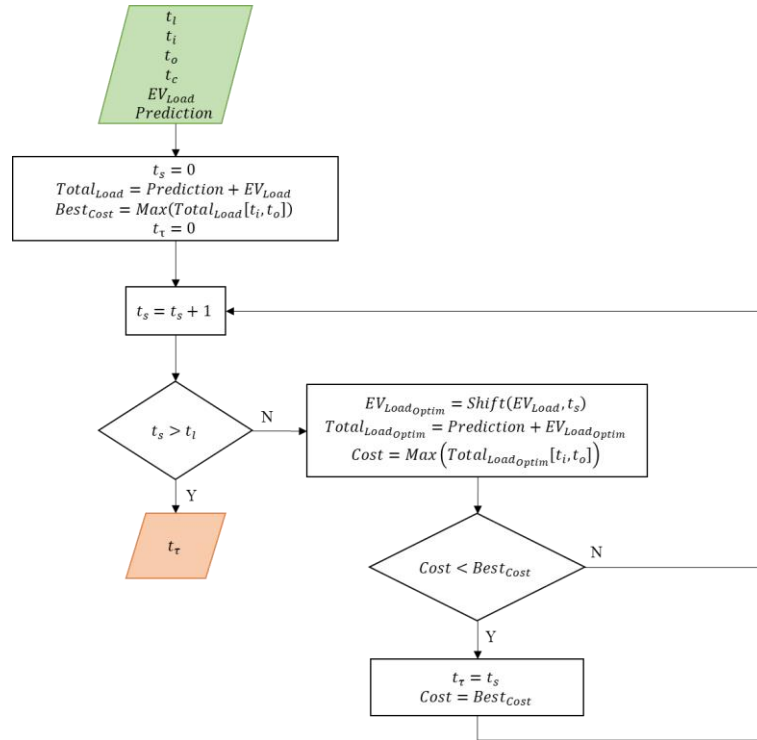 t_l
t_i
t_o
t_c
EV_Load
Prediction
t_s = 0
Total_Load = Prediction + EV_Load
Best_Cost = Max(Total_Load[t_i, t_o])
t_τ = 0
t_s = t_s + 1
t_s > t_l
N
Y
t_τ
EV_Load_Optim = Shift(EV_Load, t_s)
Total_Load_Optim = Prediction + EV_Load_Optim
Cost = Max(Total_Load_Optim[t_i, t_o])
Cost < Best_Cost
N
Y
t_τ = t_s
Cost = Best_Cost